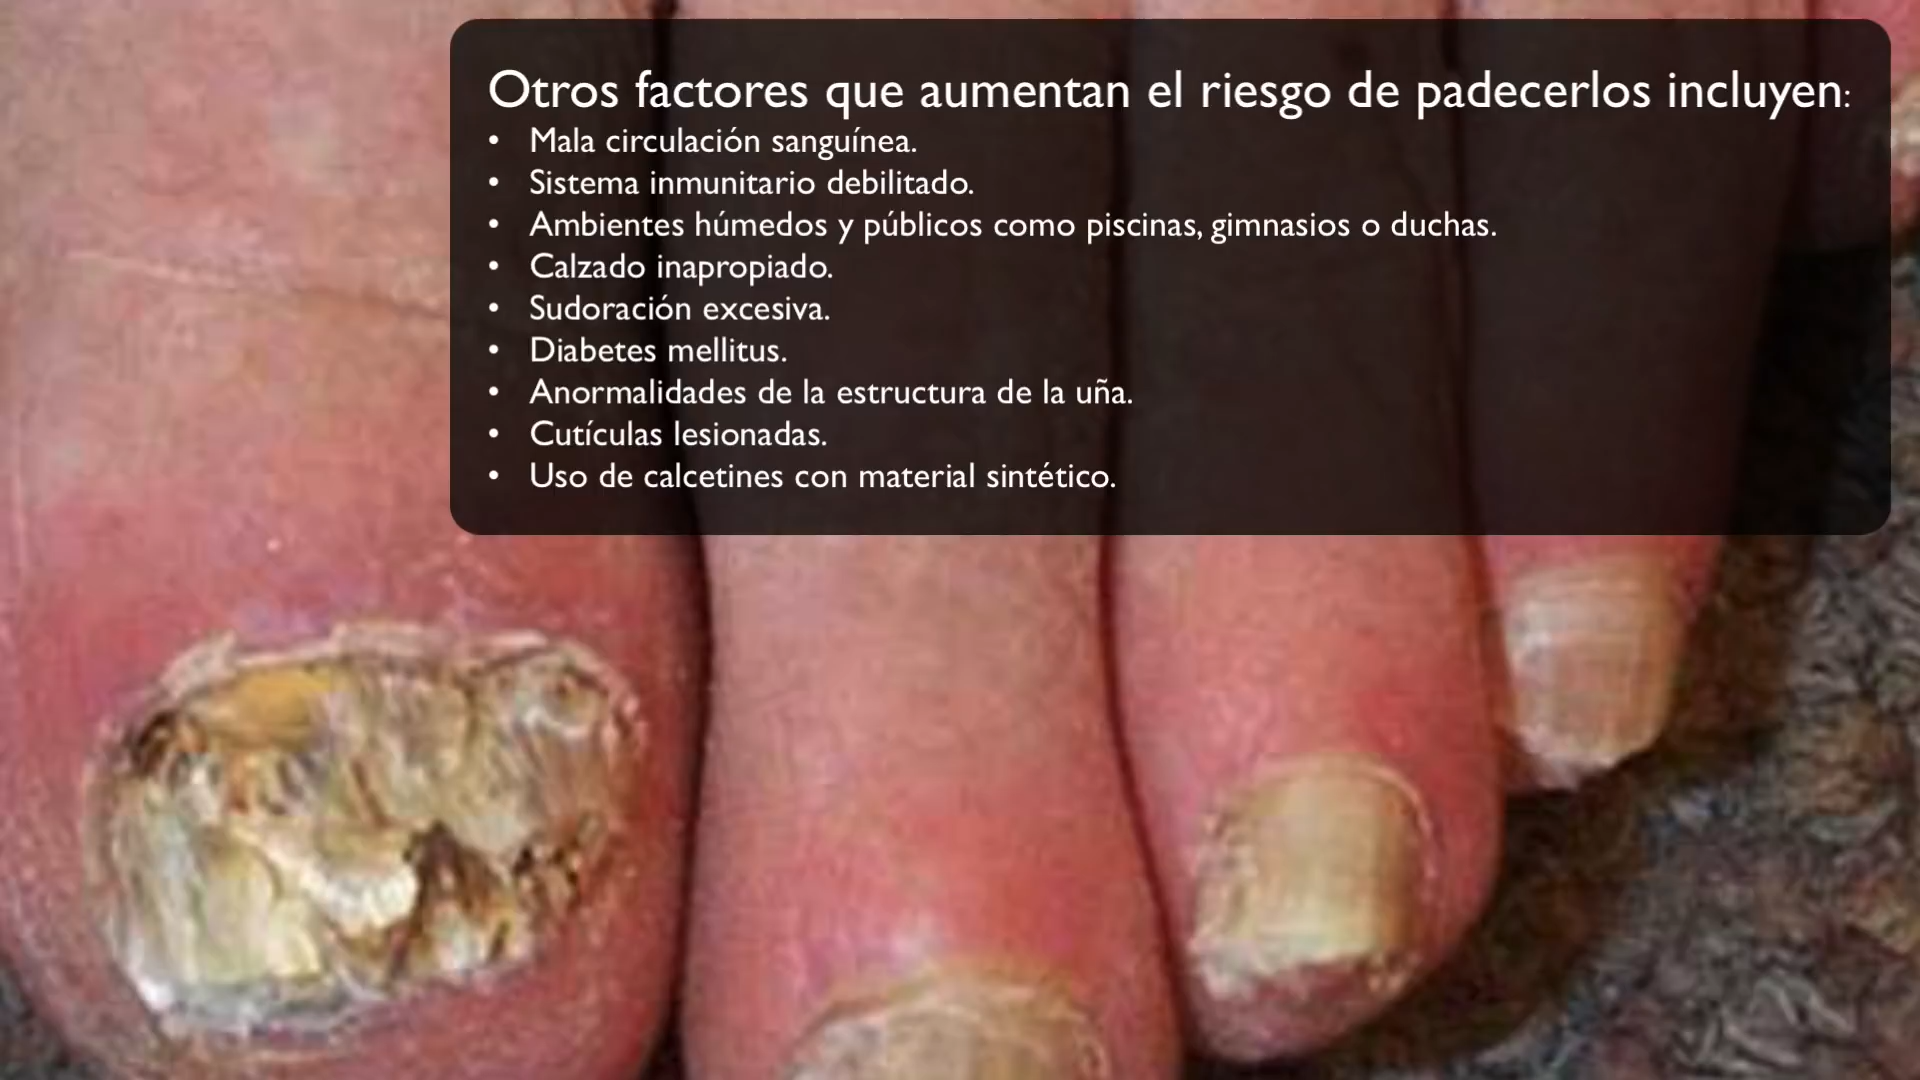 Otros factores que aumentan el riesgo de padecerlos incluyen:
• Mala circulación sanguínea.
• Sistema inmunitario debilitado.
• Ambientes húmedos y públicos como piscinas, gimnasios o duchas.
• Calzado inapropiado.
• Sudoración excesiva.
• Diabetes mellitus.
• Anormalidades de la estructura de la uña.
• Cutículas lesionadas.
• Uso de calcetines con material sintético.